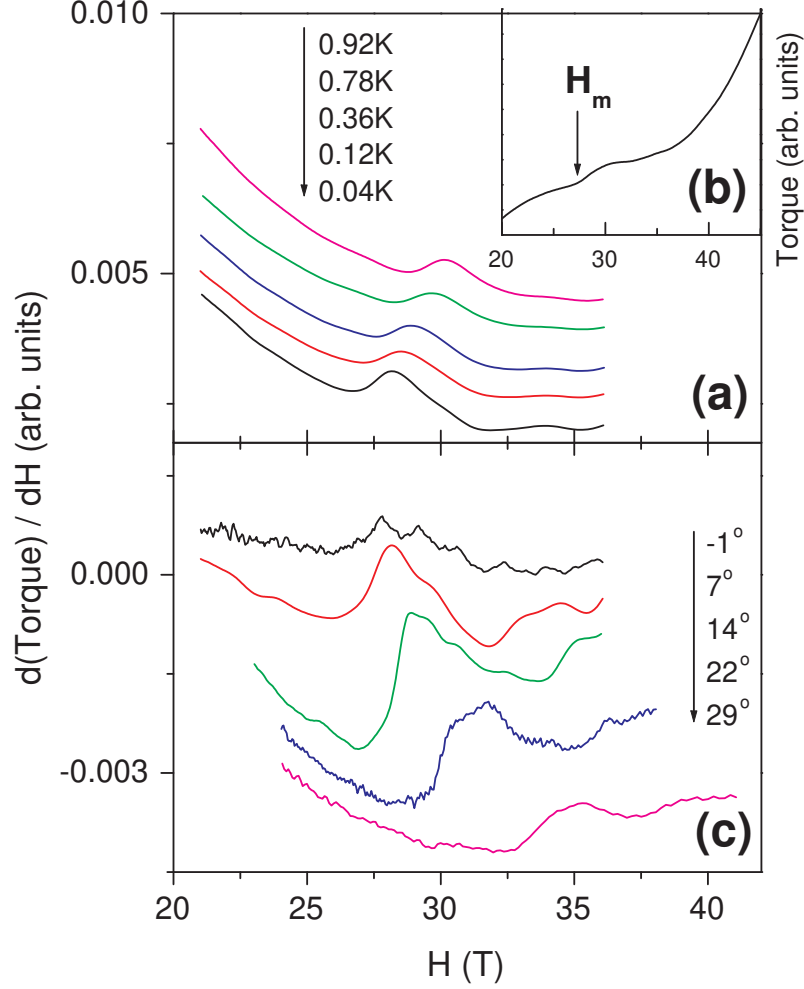 0.010
0.92K
0.78K
0.36K
0.12K
0.04K
H_m
(b)
20
30
40
Torque (arb. units)
0.005
(a)
d(Torque) / dH (arb. units)
0.000
-1°
7°
14°
22°
29°
-0.003
(c)
20
25
30
35
40
H (T)